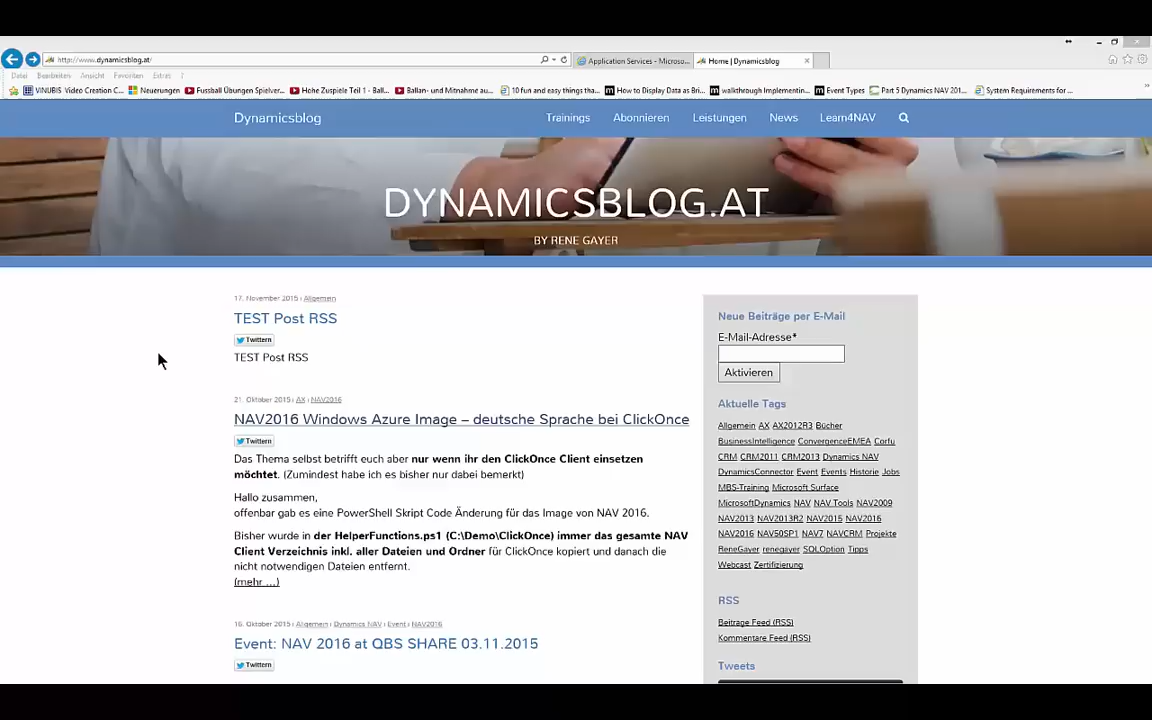 http://www.dynamicsblog.at/
Application Services - Microso...
Home | Dynamicsblog
Datei Bearbeiten Ansicht Favoriten Extras
VINUBIS Video Creation C...
Neuerungen
Fussball Übungen Spielver...
Hohe Zuspiele Teil 1 - Ball...
Ballan- und Mitnahme au...
10 fun and easy things tha...
How to Display Data as Bri...
walkthrough Implementin...
Event Types
Part 5 Dynamics NAV 201...
System Requirements for ...
Dynamicsblog
Trainings
Abonnieren
Leistungen
News
Learn4NAV
DYNAMICSBLOG.AT
BY RENE GAYER
17. November 2015 | Allgemein
TEST Post RSS
Twittern
TEST Post RSS
21. Oktober 2015 | AX | NAV2016
NAV2016 Windows Azure Image – deutsche Sprache bei ClickOnce
Twittern
Das Thema selbst betrifft euch aber nur wenn ihr den ClickOnce Client einsetzen
möchtet. (Zumindest habe ich es bisher nur dabei bemerkt)
Hallo zusammen,
offenbar gab es eine PowerShell Skript Code Änderung für das Image von NAV 2016.
Bisher wurde in der HelperFunctions.ps1 (C:\Demo\ClickOnce) immer das gesamte NAV
Client Verzeichnis inkl. aller Dateien und Ordner für ClickOnce kopiert und danach die
nicht notwendigen Dateien entfernt.
(mehr …)
16. Oktober 2015 | Allgemein | Dynamics NAV | Event | NAV2016
Event: NAV 2016 at QBS SHARE 03.11.2015
Twittern
Neue Beiträge per E-Mail
E-Mail-Adresse*
Aktivieren
Aktuelle Tags
Allgemein AX AX2012R3 Bücher
BusinessIntelligence ConvergenceEMEA Corfu
CRM CRM2011 CRM2013 Dynamics NAV
DynamicsConnector Event Events Historie Jobs
MBS-Training Microsoft Surface
MicrosoftDynamics NAV NAV Tools NAV2009
NAV2013 NAV2013R2 NAV2015 NAV2016
NAV2016 NAV50SP1 NAV7 NAVCRM Projekte
ReneGayer renegayer SQLOption Tipps
Webcast Zertifizierung
RSS
Beitrage Feed (RSS)
Kommentare Feed (RSS)
Tweets